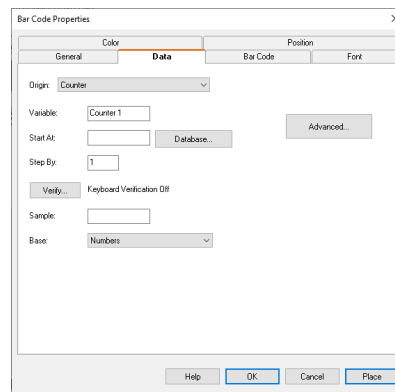 Bar Code Properties
Color Position
General Data Bar Code Font
Origin: Counter
Variable: Counter 1
Advanced...
Start At: Database...
Step By: 1
Verify... Keyboard Verification Off
Sample:
Base: Numbers
Help OK Cancel Place